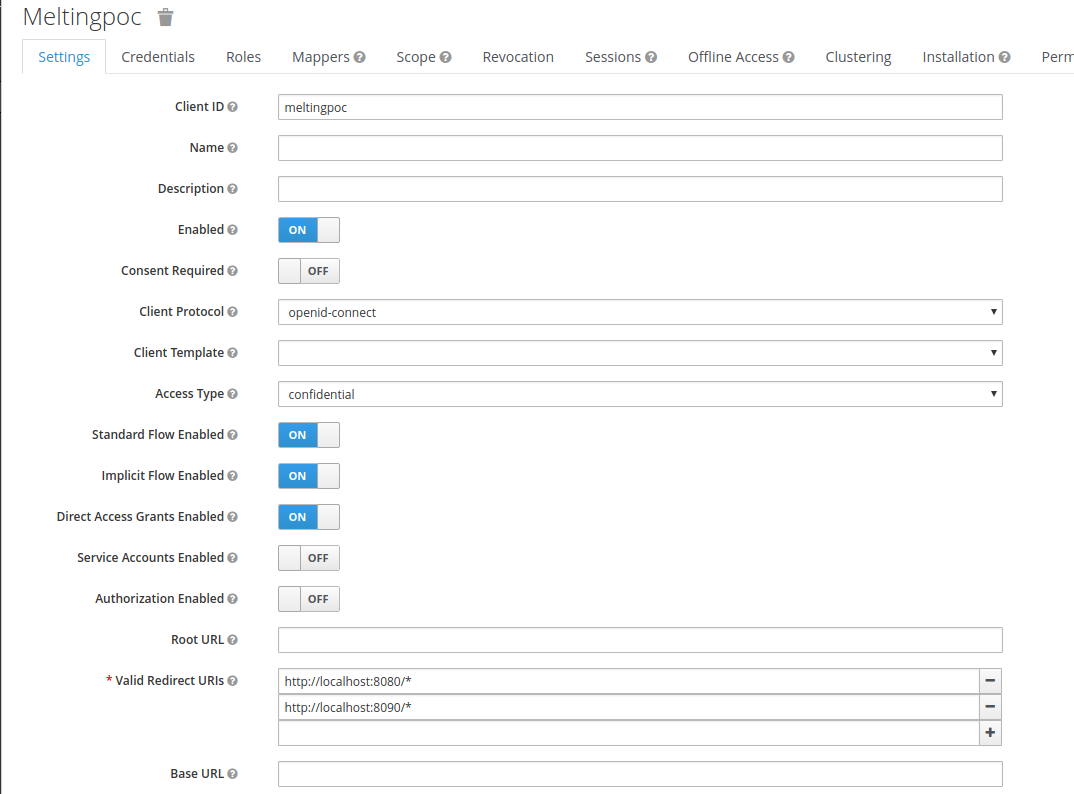 Meltingpoc
Settings Credentials Roles Mappers Scope Revocation Sessions Offline Access Clustering Installation Perm
Client ID meltingpoc
Name
Description
Enabled ON
Consent Required OFF
Client Protocol openid-connect
Client Template
Access Type confidential
Standard Flow Enabled ON
Implicit Flow Enabled ON
Direct Access Grants Enabled ON
Service Accounts Enabled OFF
Authorization Enabled OFF
Root URL
* Valid Redirect URIs http://localhost:8080/*
http://localhost:8090/*
Base URL